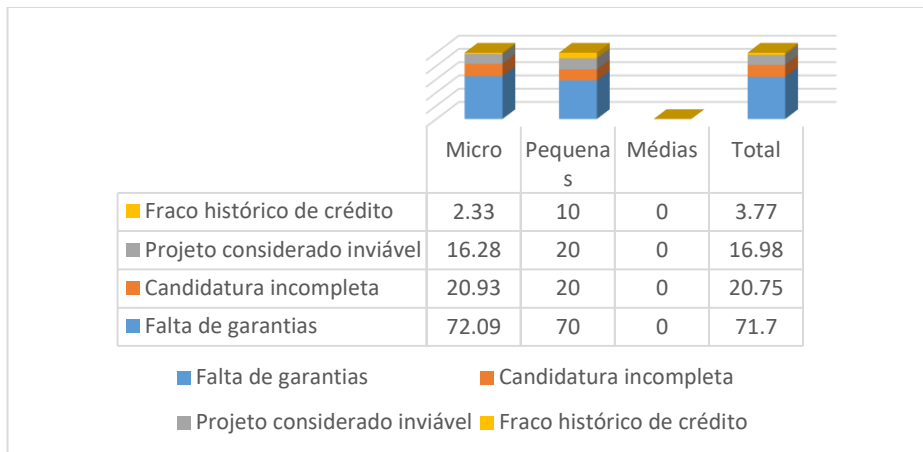 Micro Pequena Médias Total
s
Fraco histórico de crédito 2.33 10 0 3.77
Projeto considerado inviável 16.28 20 0 16.98
Candidatura incompleta 20.93 20 0 20.75
Falta de garantias 72.09 70 0 71.7
Falta de garantias Candidatura incompleta
Projeto considerado inviável Fraco histórico de crédito